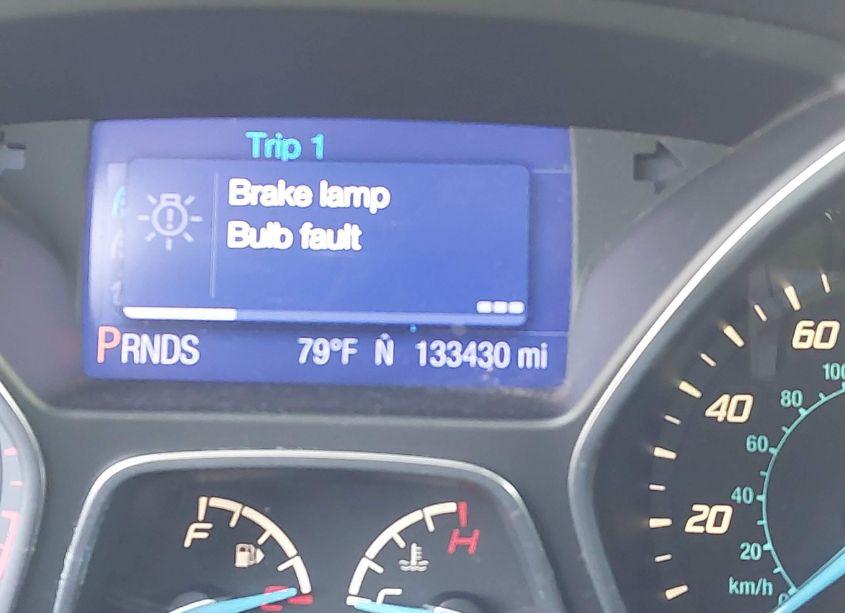 Trip 1
Brake lamp
Bulb fault
PRNDS 79°F N 133430 mi
60
100
40
80
60
F
H
40
20
20
km/h
E
C
0